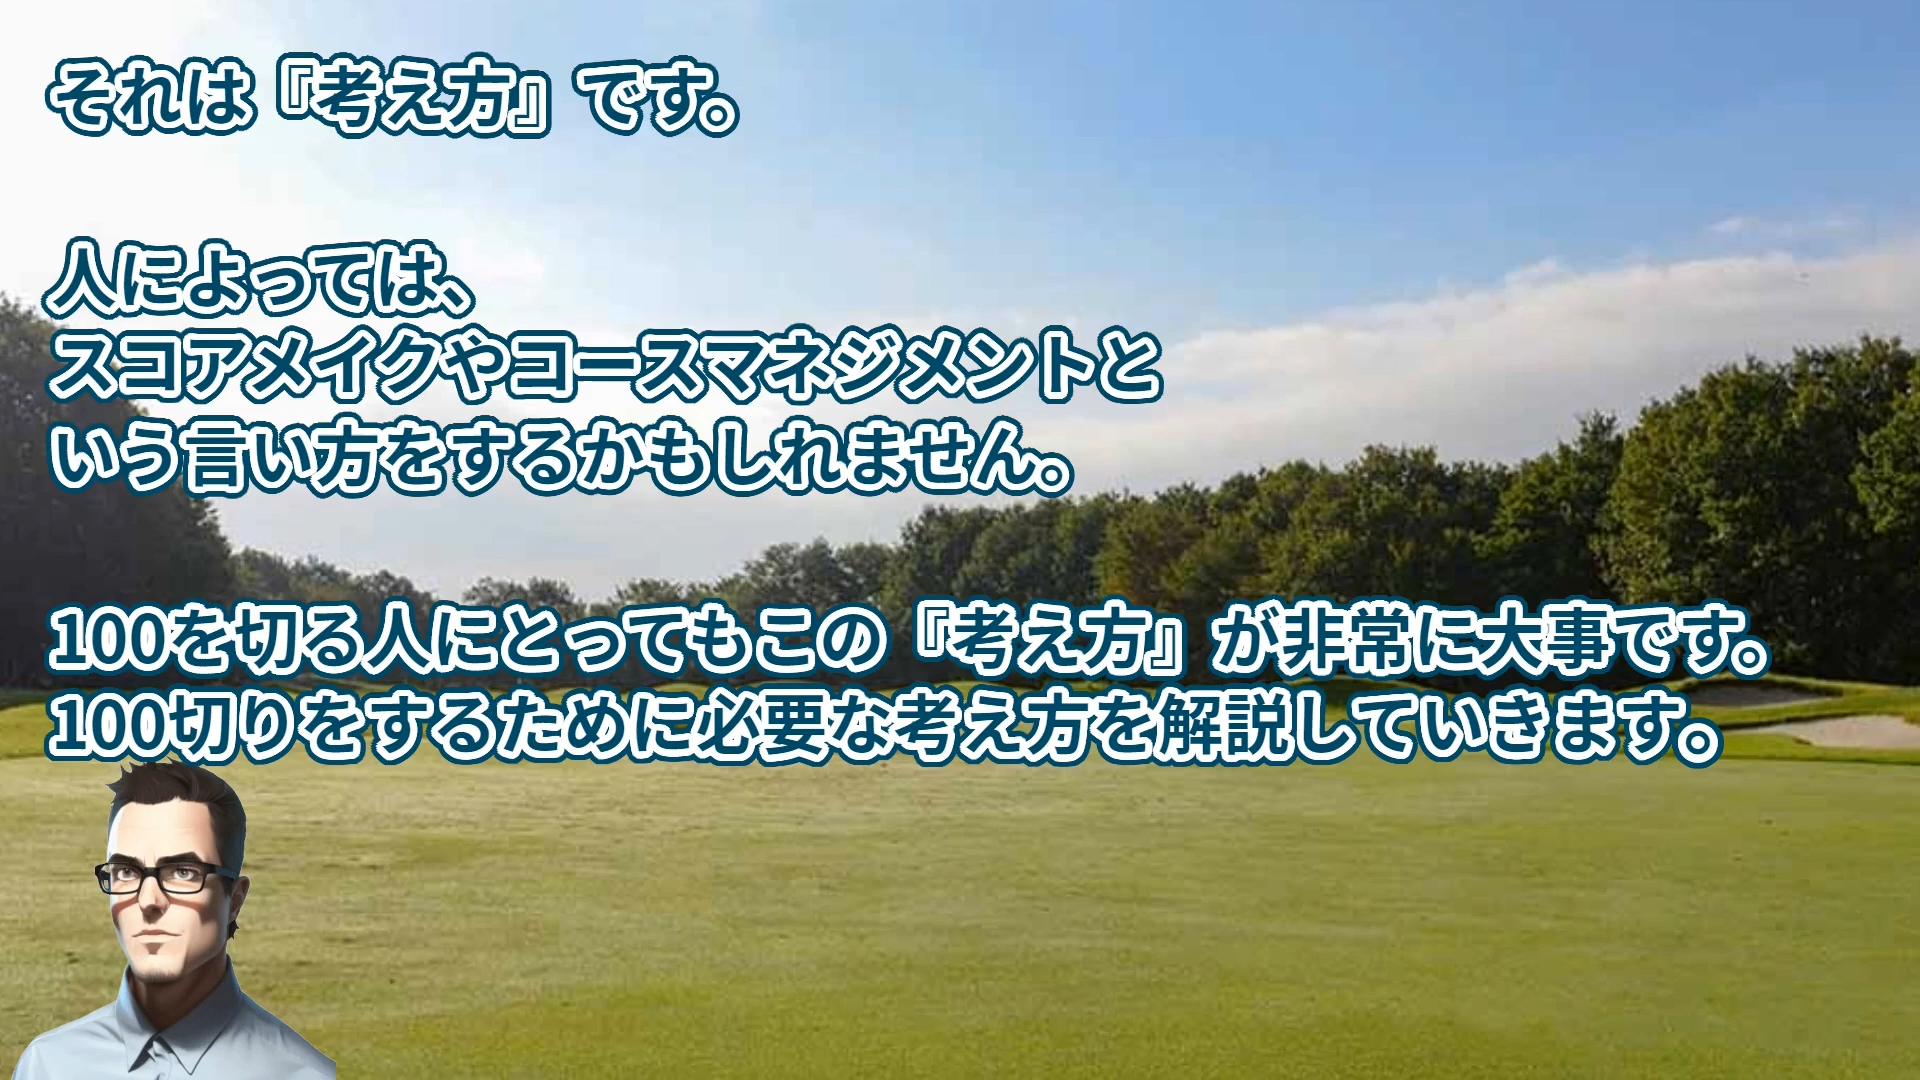 それは『考え方』です。
人によっては、
スコアメイクやコースマネジメントと
いう言い方をするかもしれません。
100を切る人にとってもこの『考え方』が非常に大事です。
100切りをするために必要な考え方を解説していきます。